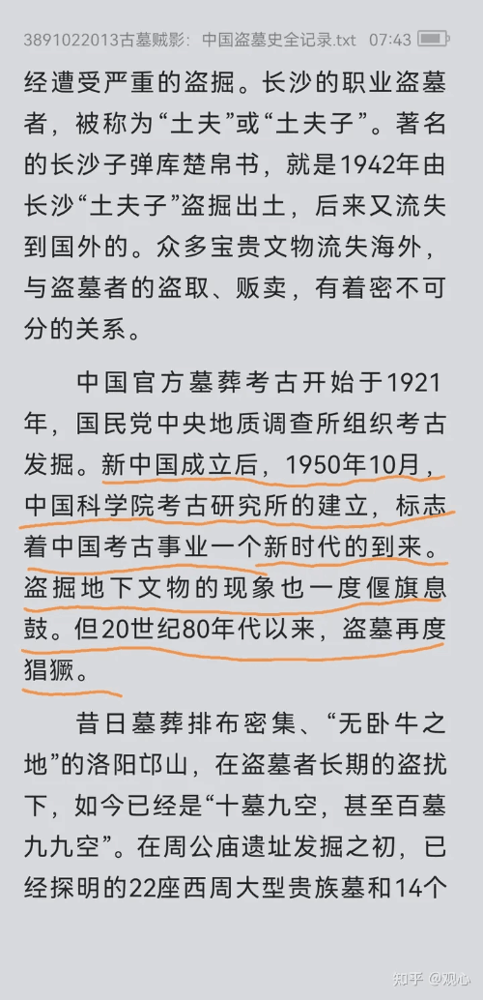 3891022013古墓贼影：中国盗墓史全记录.txt 07:43
经遭受严重的盗掘。长沙的职业盗墓
者，被称为“土夫”或“土夫子”。著名
的长沙子弹库楚帛书，就是1942年由
长沙“土夫子”盗掘出土，后来又流失
到国外的。众多宝贵文物流失海外，
与盗墓者的盗取、贩卖，有着密不可
分的关系。
中国官方墓葬考古开始于1921
年，国民党中央地质调查所组织考古
发掘。新中国成立后，1950年10月，
中国科学院考古研究所的建立，标志
着中国考古事业一个新时代的到来。
盗掘地下文物的现象也一度偃旗息
鼓。但20世纪80年代以来，盗墓再度
猖獗。
昔日墓葬排布密集、“无卧牛之
地”的洛阳邙山，在盗墓者长期的盗扰
下，如今已经是“十墓九空，甚至百墓
九九空”。在周公庙遗址发掘之初，已
经探明的22座西周大型贵族墓和14个
知乎 @观心